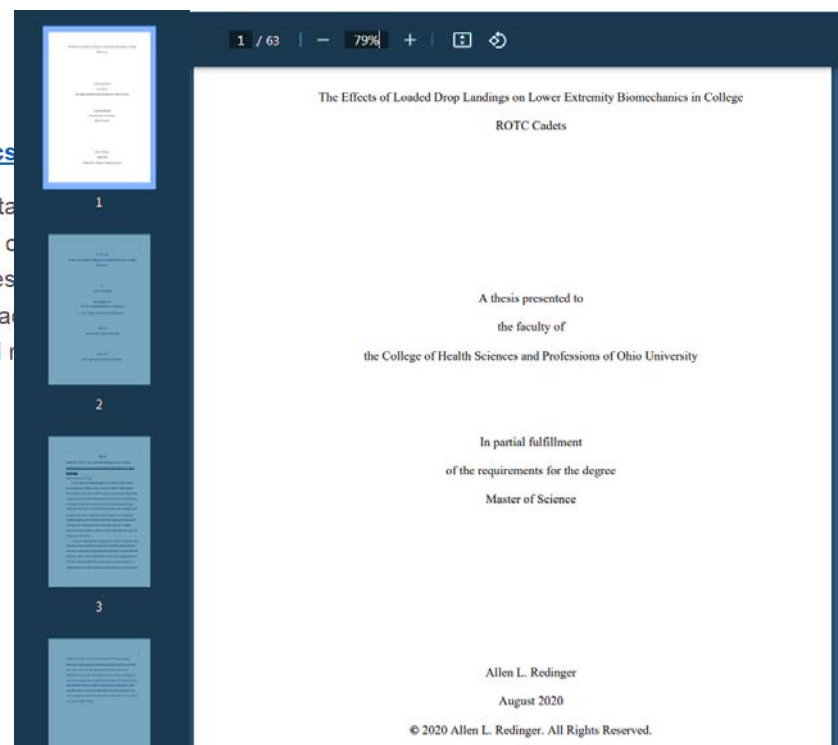 1 / 63 | − 79% + |
The Effects of Loaded Drop Landings on Lower Extremity Biomechanics in College
ROTC Cadets
A thesis presented to
the faculty of
the College of Health Sciences and Professions of Ohio University
In partial fulfillment
of the requirements for the degree
Master of Science
Allen L. Redinger
August 2020
© 2020 Allen L. Redinger. All Rights Reserved.
1
2
3